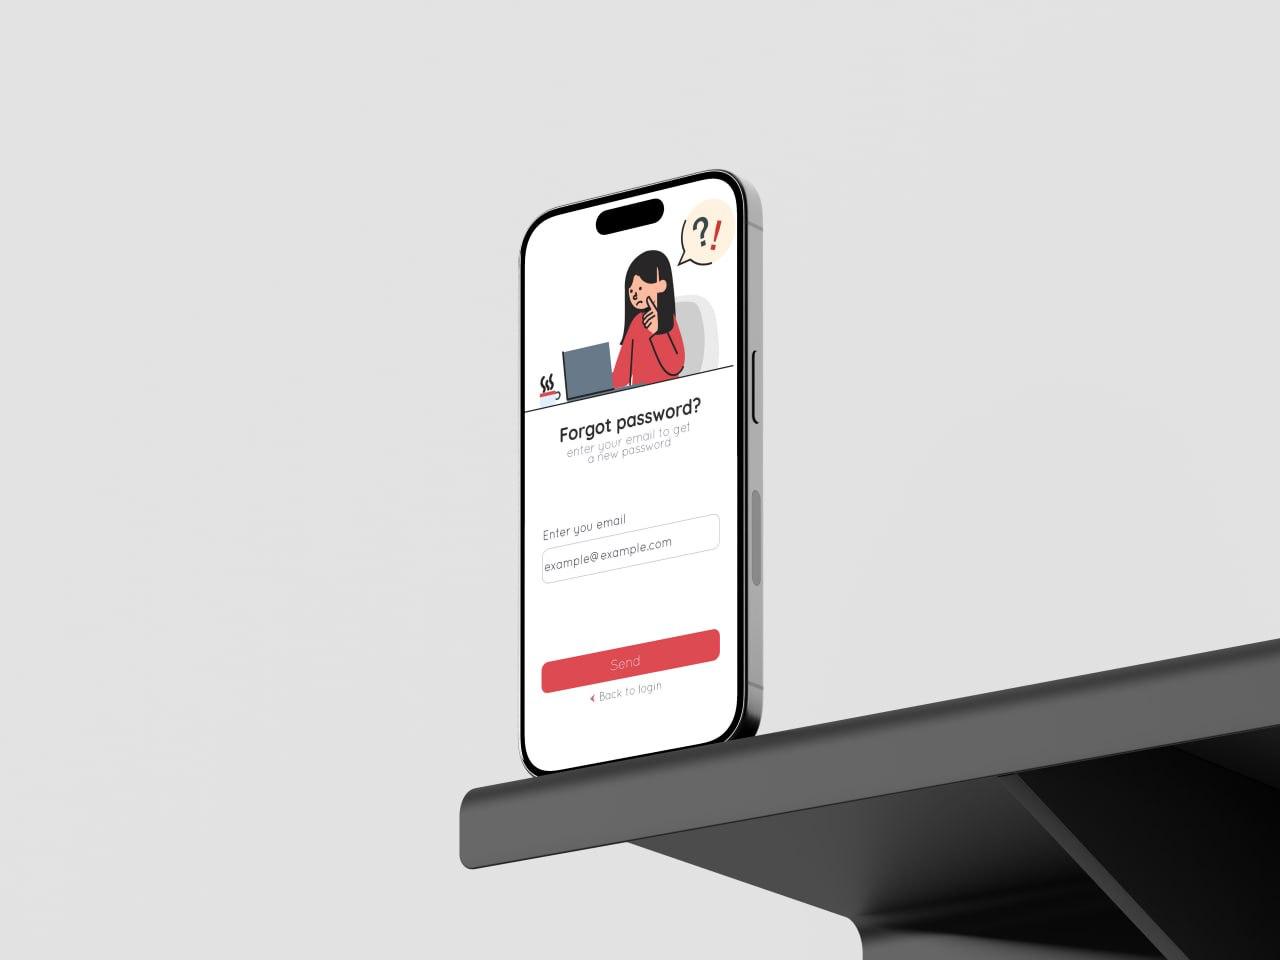 ?!
Forgot password?
enter your email to get
a new password
Enter you email
example@example.com
Send
Back to login